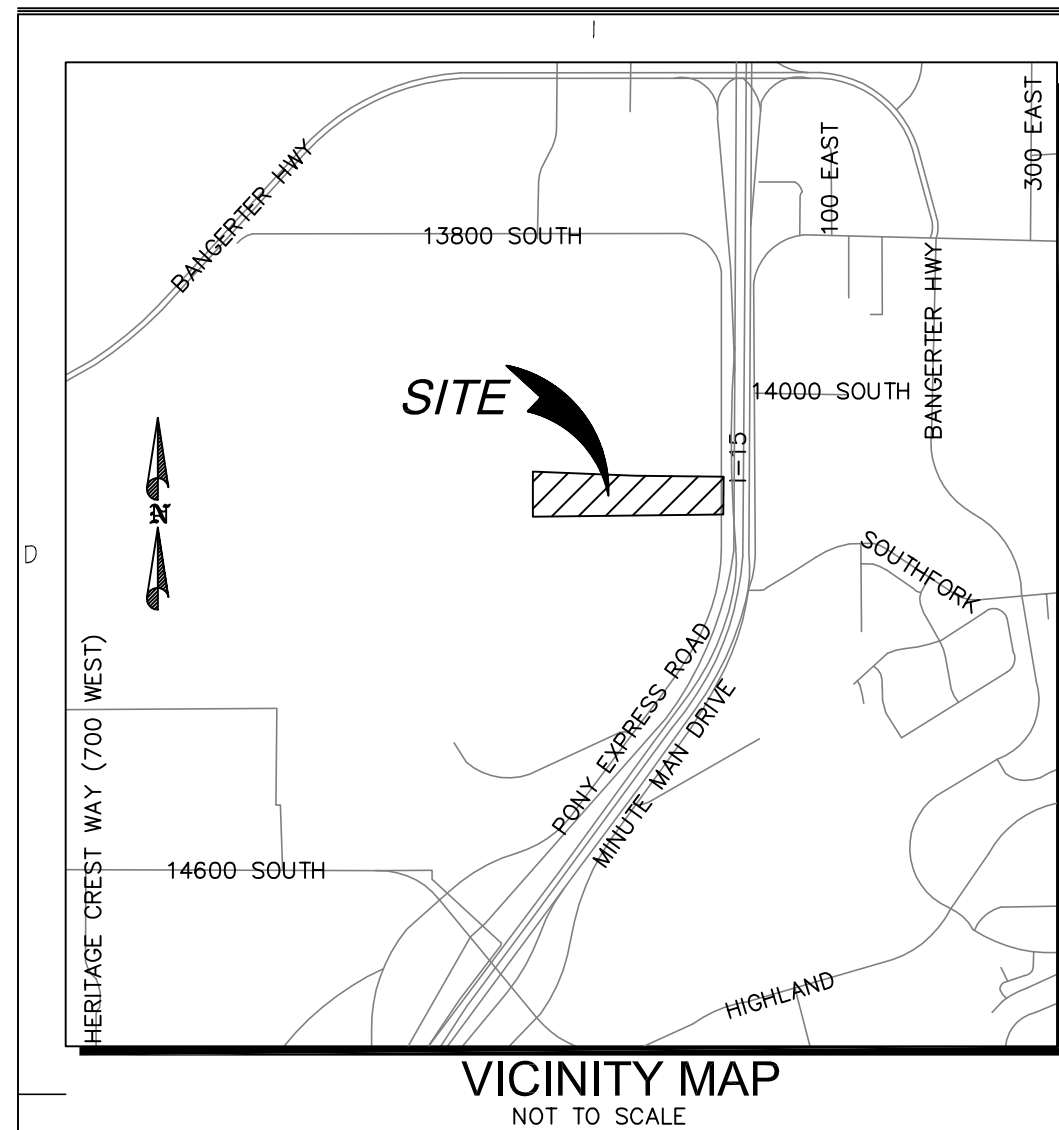 BANGERTER HWY
13800 SOUTH
100 EAST
300 EAST
BANGERTER HWY
SITE
14000 SOUTH
I-15
N
D
SOUTHFORK
PONY EXPRESS ROAD
MINUTE MAN DRIVE
HERITAGE CREST WAY (700 WEST)
14600 SOUTH
HIGHLAND
VICINITY MAP
NOT TO SCALE